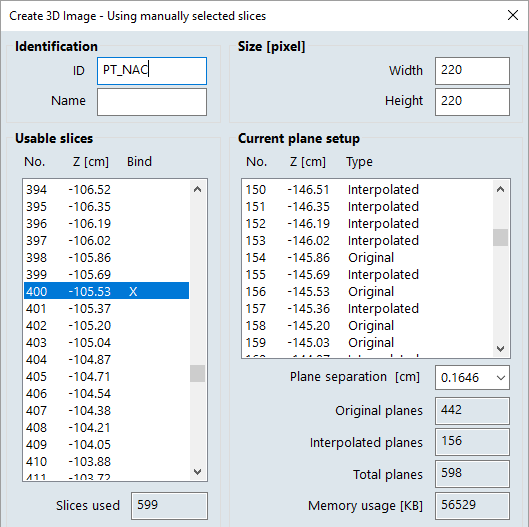 Create 3D Image - Using manually selected slices
Identification
ID PT_NAC
Name
Size [pixel]
Width 220
Height 220
Usable slices
No. Z [cm] Bind
394 -106.52
395 -106.35
396 -106.19
397 -106.02
398 -105.86
399 -105.69
400 -105.53 X
401 -105.37
402 -105.20
403 -105.04
404 -104.87
405 -104.71
406 -104.54
407 -104.38
408 -104.21
409 -104.05
410 -103.88
411 -103.72
Slices used 599
Current plane setup
No. Z [cm] Type
150 -146.51 Interpolated
151 -146.35 Interpolated
152 -146.19 Interpolated
153 -146.02 Interpolated
154 -145.86 Original
155 -145.69 Interpolated
156 -145.53 Original
157 -145.36 Interpolated
158 -145.20 Original
159 -145.03 Original
Plane separation [cm] 0.1646
Original planes 442
Interpolated planes 156
Total planes 598
Memory usage [KB] 56529